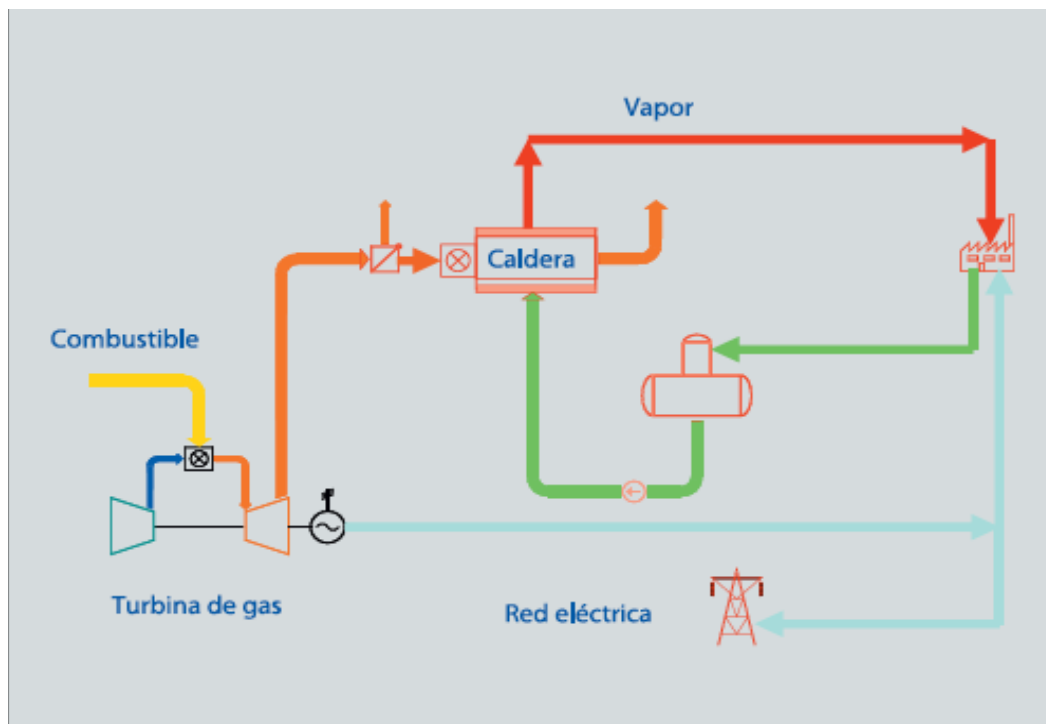 Vapor
Caldera
Combustible
Turbina de gas
Red eléctrica